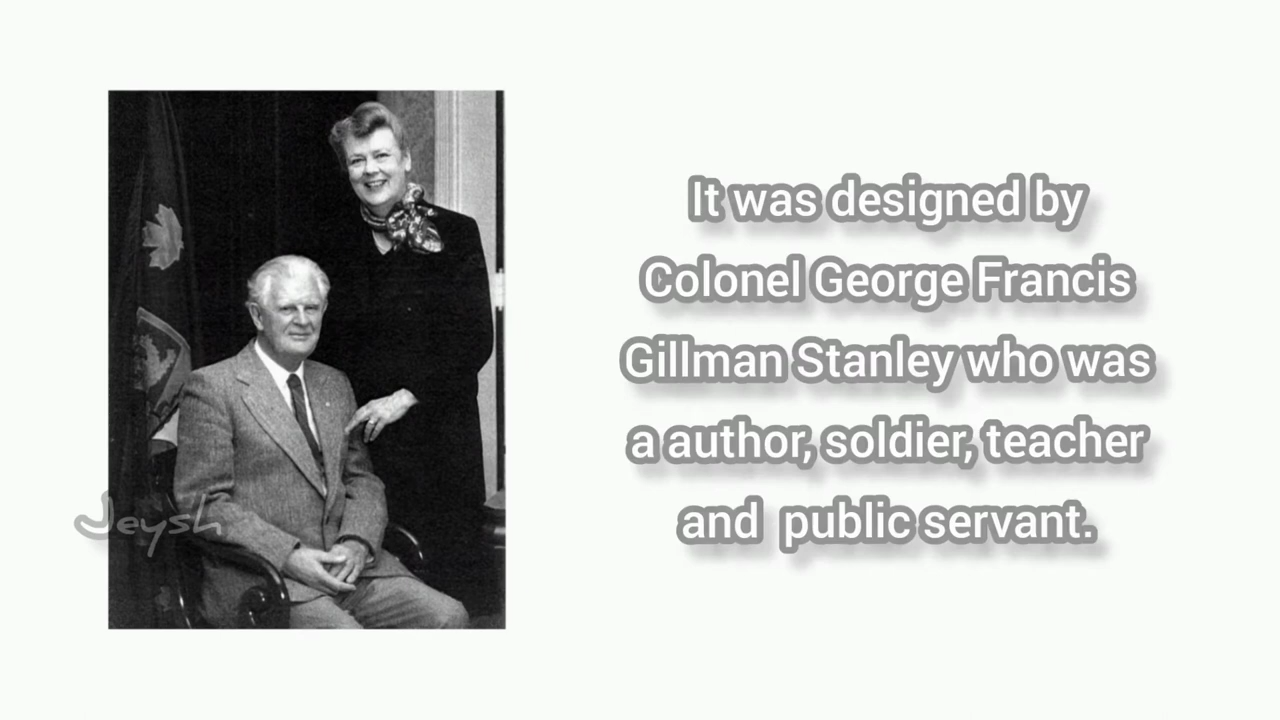 It was designed by
Colonel George Francis
Gillman Stanley who was
a author, soldier, teacher
and public servant.
Jeysh